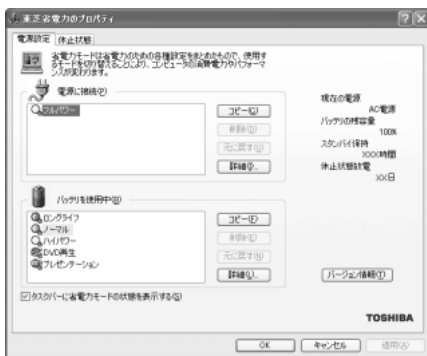 東芝省電力のプロパティ
電源設定 休止状態
省電力モードは省電力のための各種設定をまとめたもので、使用す
るモードを切り替えることにより、コンピュータの消費電力やパフォーマ
ンスが変わります。
電源に接続(P)
フルパワー
コピー(C)
削除(D)
元に戻す(U)
詳細(I)...
バッテリを使用中(B)
ロングライフ
ノーマル
ハイパワー
DVD再生
プレゼンテーション
コピー(F)
削除(E)
元に戻す(N)
詳細(L)...
現在の電源
AC電源
バッテリの残容量
100%
スタンバイ保持
XXX時間
休止状態充電
XX日
バージョン情報(T)
タスクバーに省電力モードの状態を表示する(S)
TOSHIBA
OK キャンセル 適用(A)